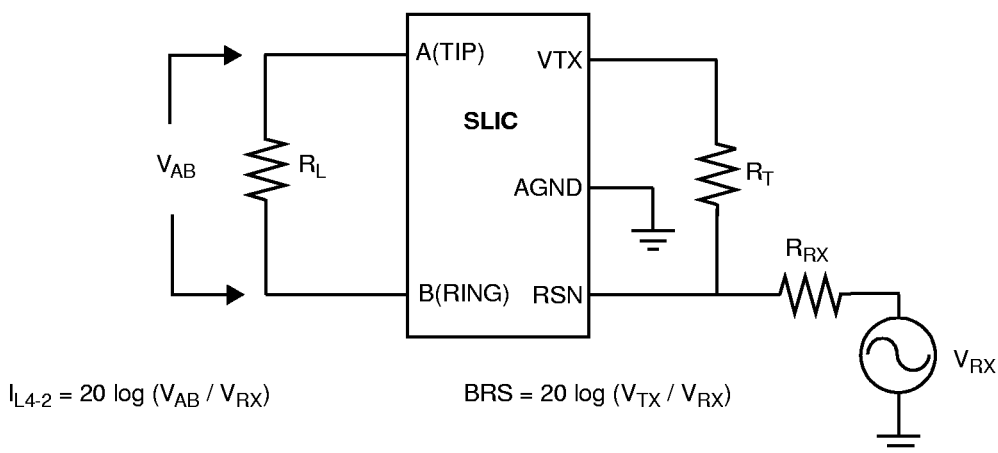 A(TIP)
VTX
SLIC
V_AB
R_L
R_T
AGND
R_RX
B(RING)
RSN
V_RX
I_L4-2 = 20 log (V_AB / V_RX)
BRS = 20 log (V_TX / V_RX)